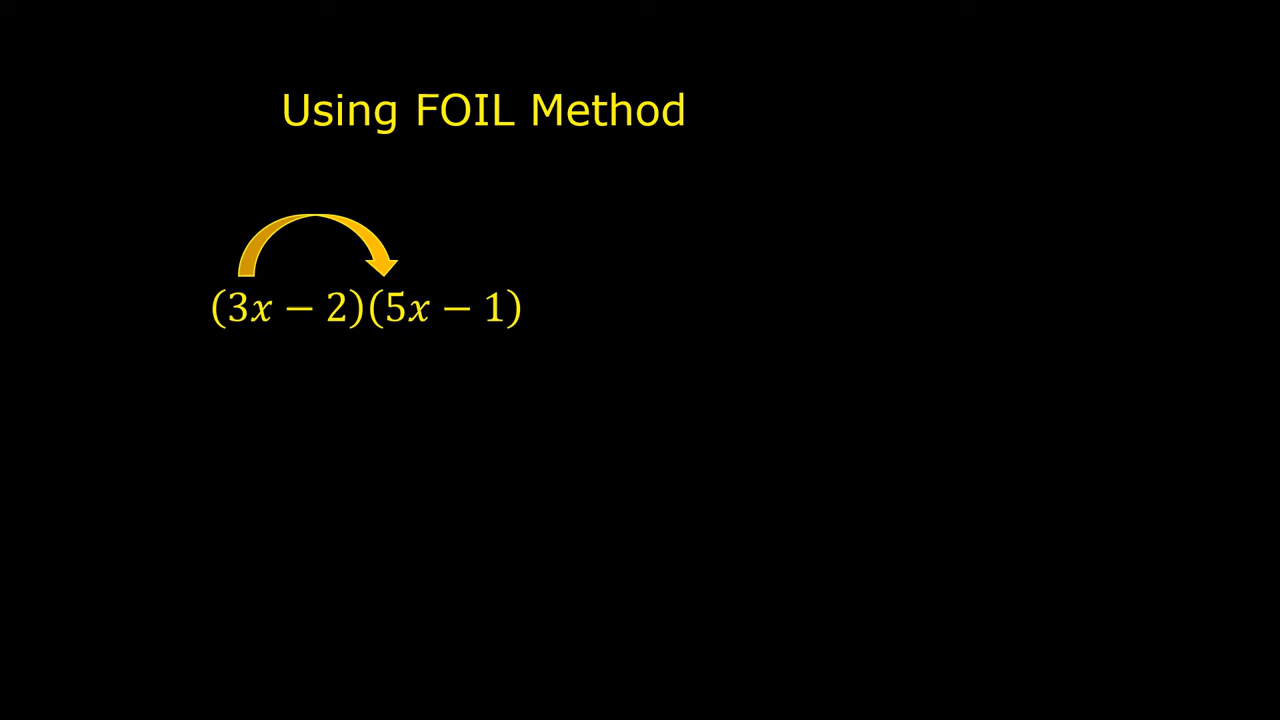 Using FOIL Method
(3𝑥 − 2)(5𝑥 − 1)